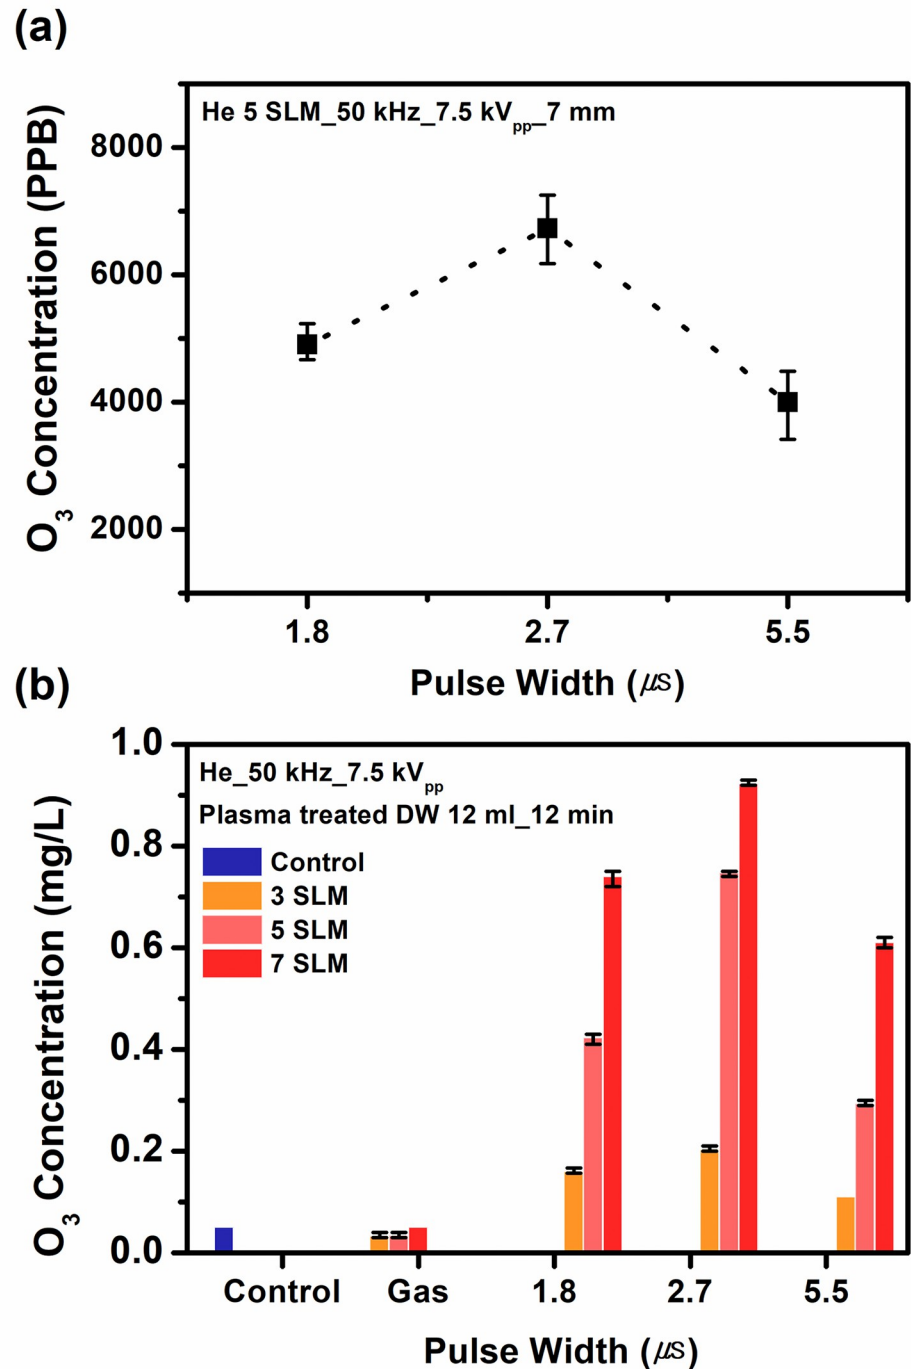 (a)
He 5 SLM_50 kHz_7.5 kVpp_7 mm
O3 Concentration (PPB)
8000
6000
4000
2000
1.8 2.7 5.5
Pulse Width (μs)
(b)
He_50 kHz_7.5 kVpp
Plasma treated DW 12 ml_12 min
Control
3 SLM
5 SLM
7 SLM
O3 Concentration (mg/L)
1.0
0.8
0.6
0.4
0.2
0.0
Control Gas 1.8 2.7 5.5
Pulse Width (μs)